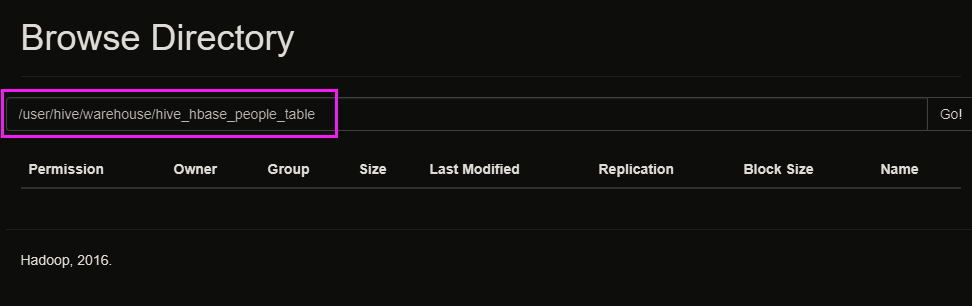 Browse Directory
/user/hive/warehouse/hive_hbase_people_table Go!
Permission Owner Group Size Last Modified Replication Block Size Name
Hadoop, 2016.